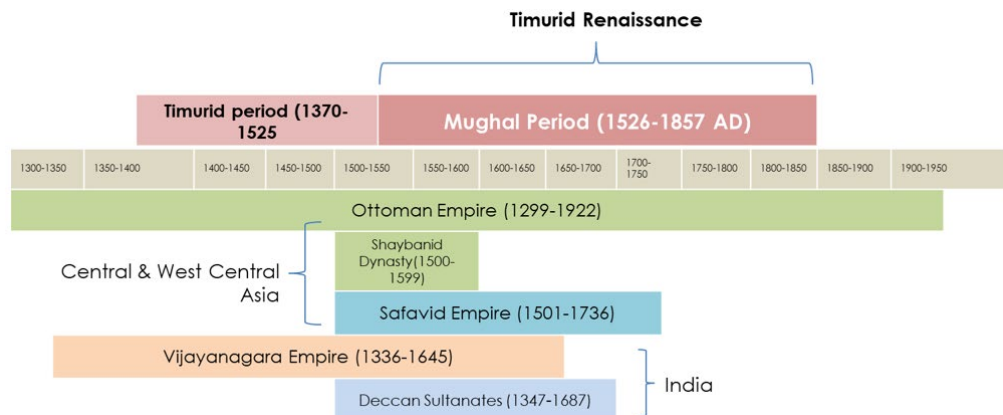 Timurid Renaissance
Timurid period (1370-
1525
Mughal Period (1526-1857 AD)
1300-1350
1350-1400
1400-1450
1450-1500
1500-1550
1550-1600
1600-1650
1650-1700
1700-
1750
1750-1800
1800-1850
1850-1900
1900-1950
Ottoman Empire (1299-1922)
Shaybanid
Dynasty(1500-
1599)
Central & West Central
Asia
Safavid Empire (1501-1736)
Vijayanagara Empire (1336-1645)
India
Deccan Sultanates (1347-1687)